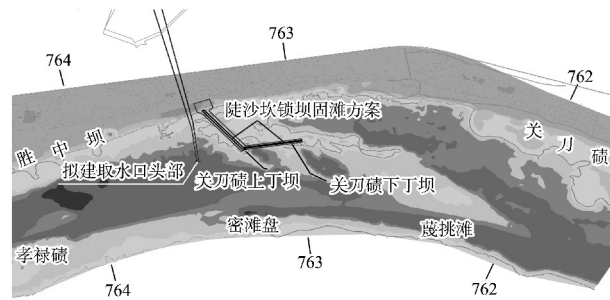 763
764
762
陡沙坎锁坝固滩方案
关刀碛
胜中坝
拟建取水口头部
关刀碛上丁坝
关刀碛下丁坝
密滩盘
蔑挑滩
孝禄碛
764
763
762